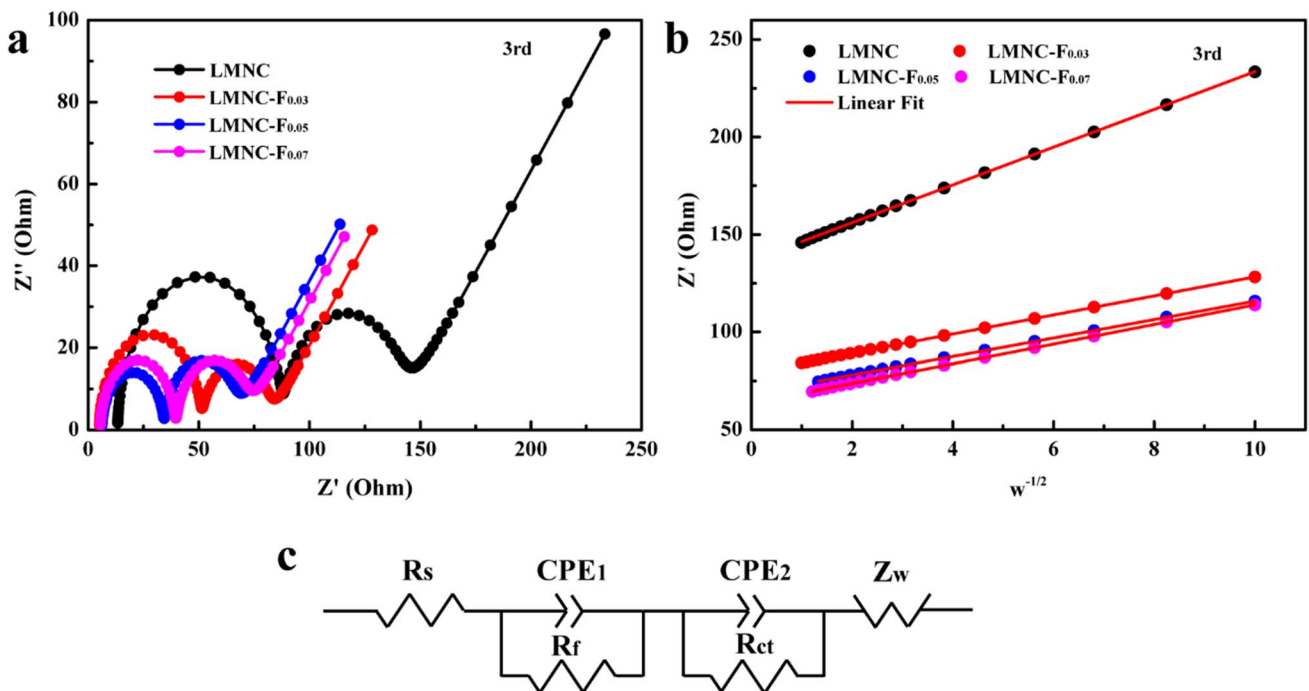 a
3rd
LMNC
LMNC-F0.03
LMNC-F0.05
LMNC-F0.07
100
80
60
40
20
0
Z'' (Ohm)
0 50 100 150 200 250
Z' (Ohm)
b
LMNC LMNC-F0.03 3rd
LMNC-F0.05 LMNC-F0.07
Linear Fit
250
200
150
100
50
Z' (Ohm)
2 4 6 8 10
w-1/2
c
Rs CPE1 CPE2 Zw
Rf Rct